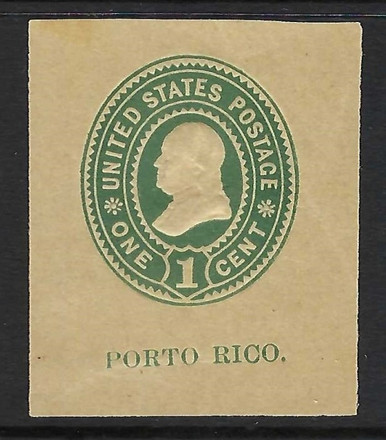 UNITED STATES POSTAGE
ONE 1 CENT
PORTO RICO.